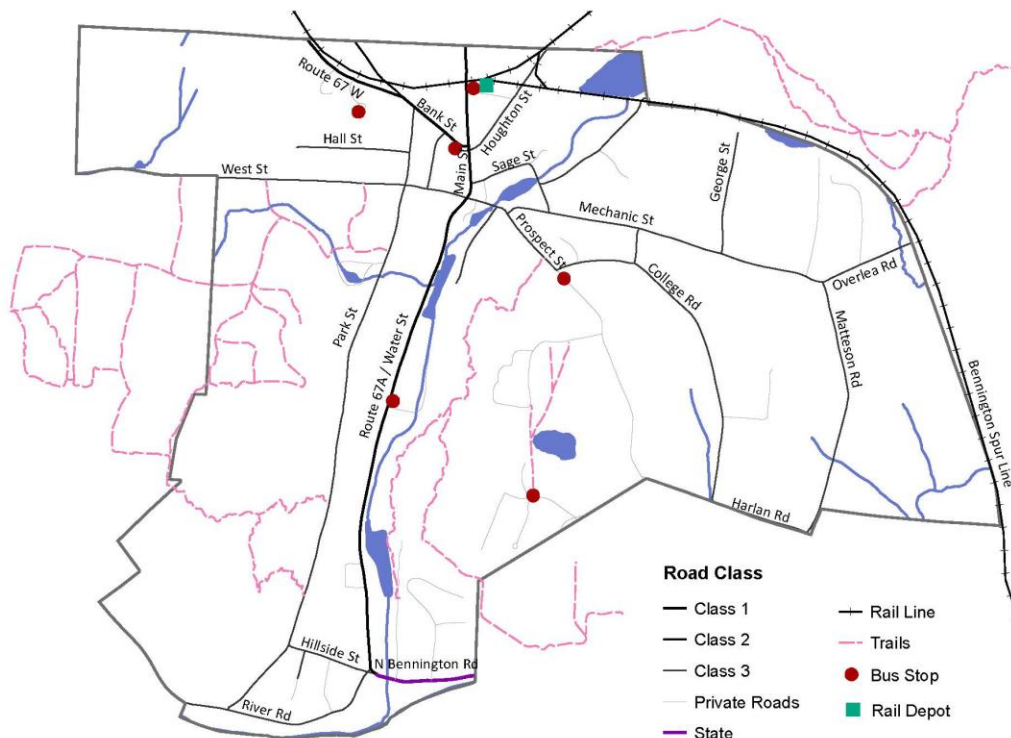 Route 67 W
Bank St
Houghton St
Hall St
Main St
Sage St
George St
West St
Mechanic St
Prospect St
College Rd
Overlea Rd
Park St
Matteson Rd
Route 67A / Water St
Bennington Spur Line
Harlan Rd
Hillside St
N Bennington Rd
River Rd
Road Class
Class 1
Class 2
Class 3
Private Roads
State
Rail Line
Trails
Bus Stop
Rail Depot